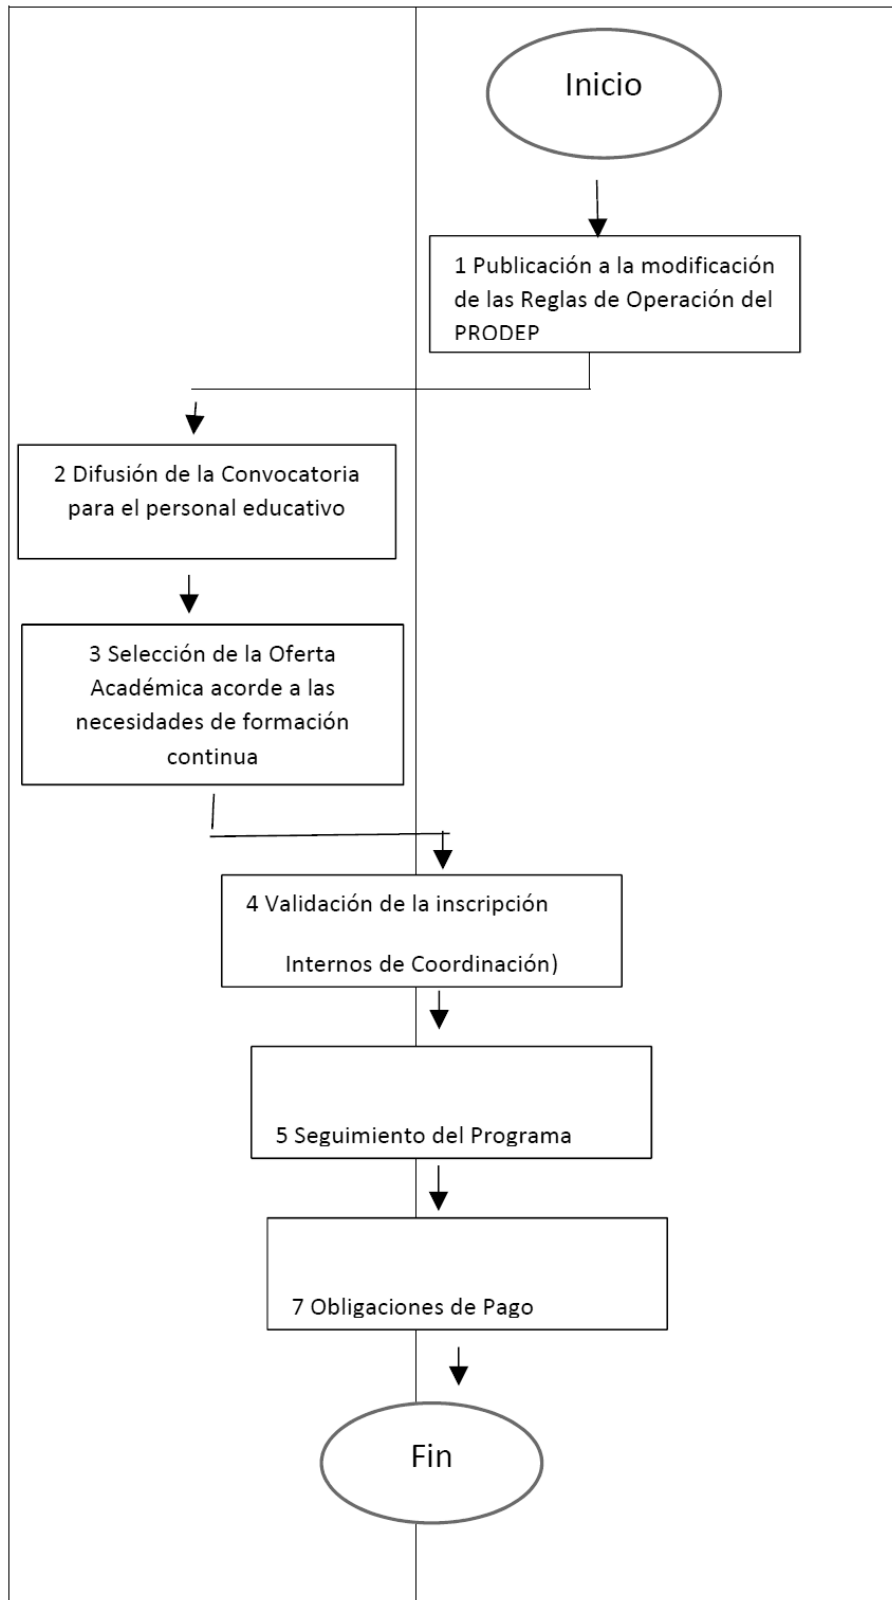 Inicio
1 Publicación a la modificación
de las Reglas de Operación del
PRODEP
2 Difusión de la Convocatoria
para el personal educativo
3 Selección de la Oferta
Académica acorde a las
necesidades de formación
continua
4 Validación de la inscripción
Internos de Coordinación)
5 Seguimiento del Programa
7 Obligaciones de Pago
Fin